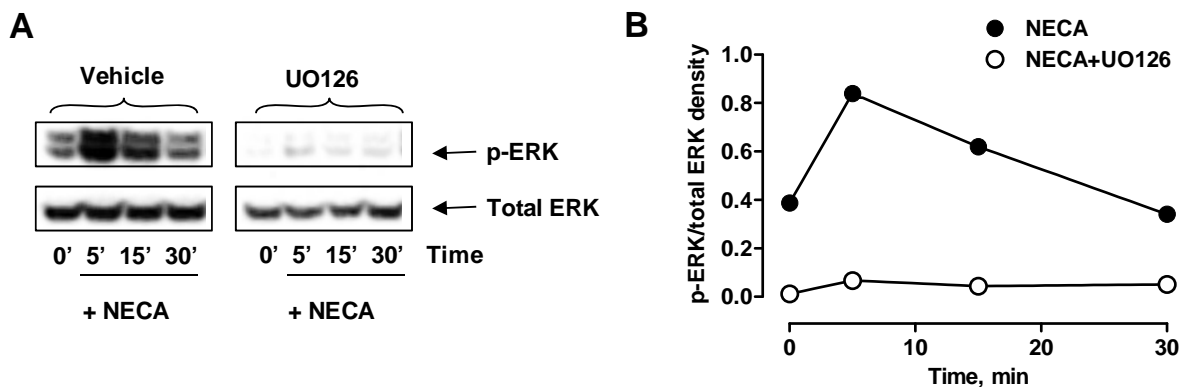 A
Vehicle
UO126
p-ERK
Total ERK
0’ 5’ 15’ 30’ 0’ 5’ 15’ 30’ Time
+ NECA + NECA
B
NECA
NECA+UO126
p-ERK/total ERK density
1.0
0.8
0.6
0.4
0.2
0.0
0 10 20 30
Time, min